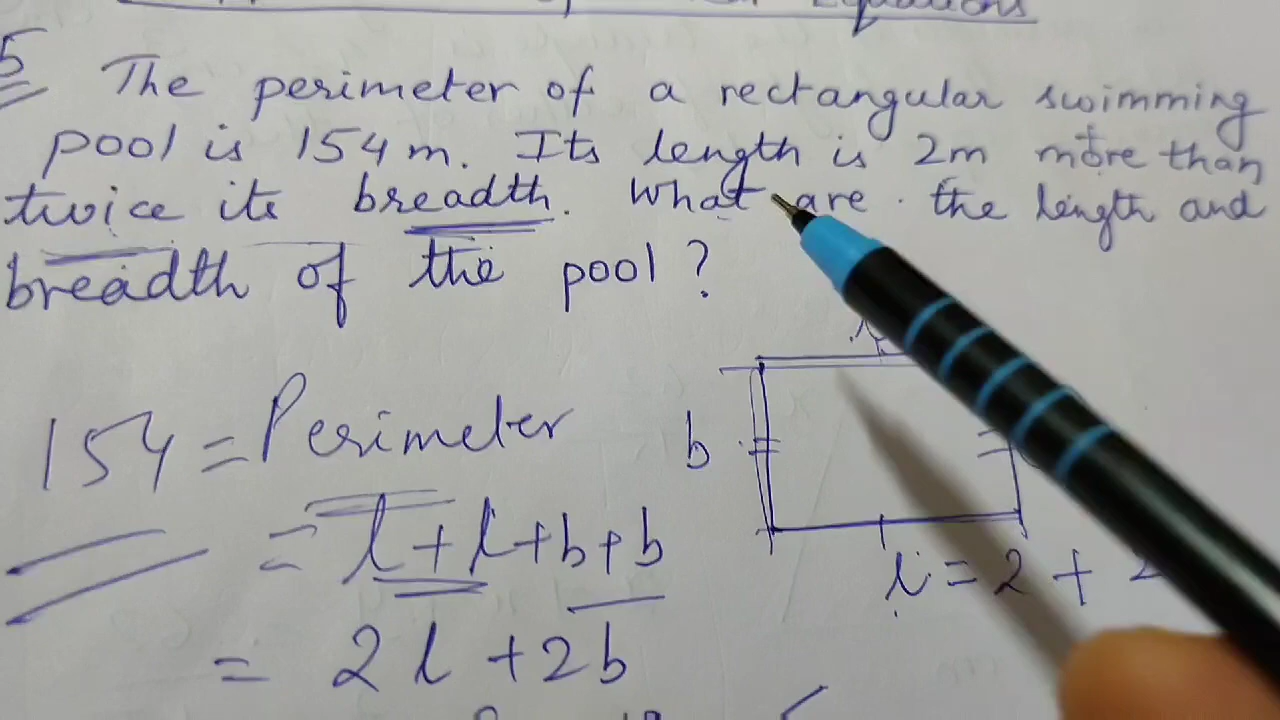 Equations
5 The perimeter of a rectangular swimming
pool is 154 m. Its length is 2m more than
twice its breadth. What are the length and
breadth of the pool ?
154 = Perimeter
= l + l + b + b
b
l = 2 +
= 2l + 2b